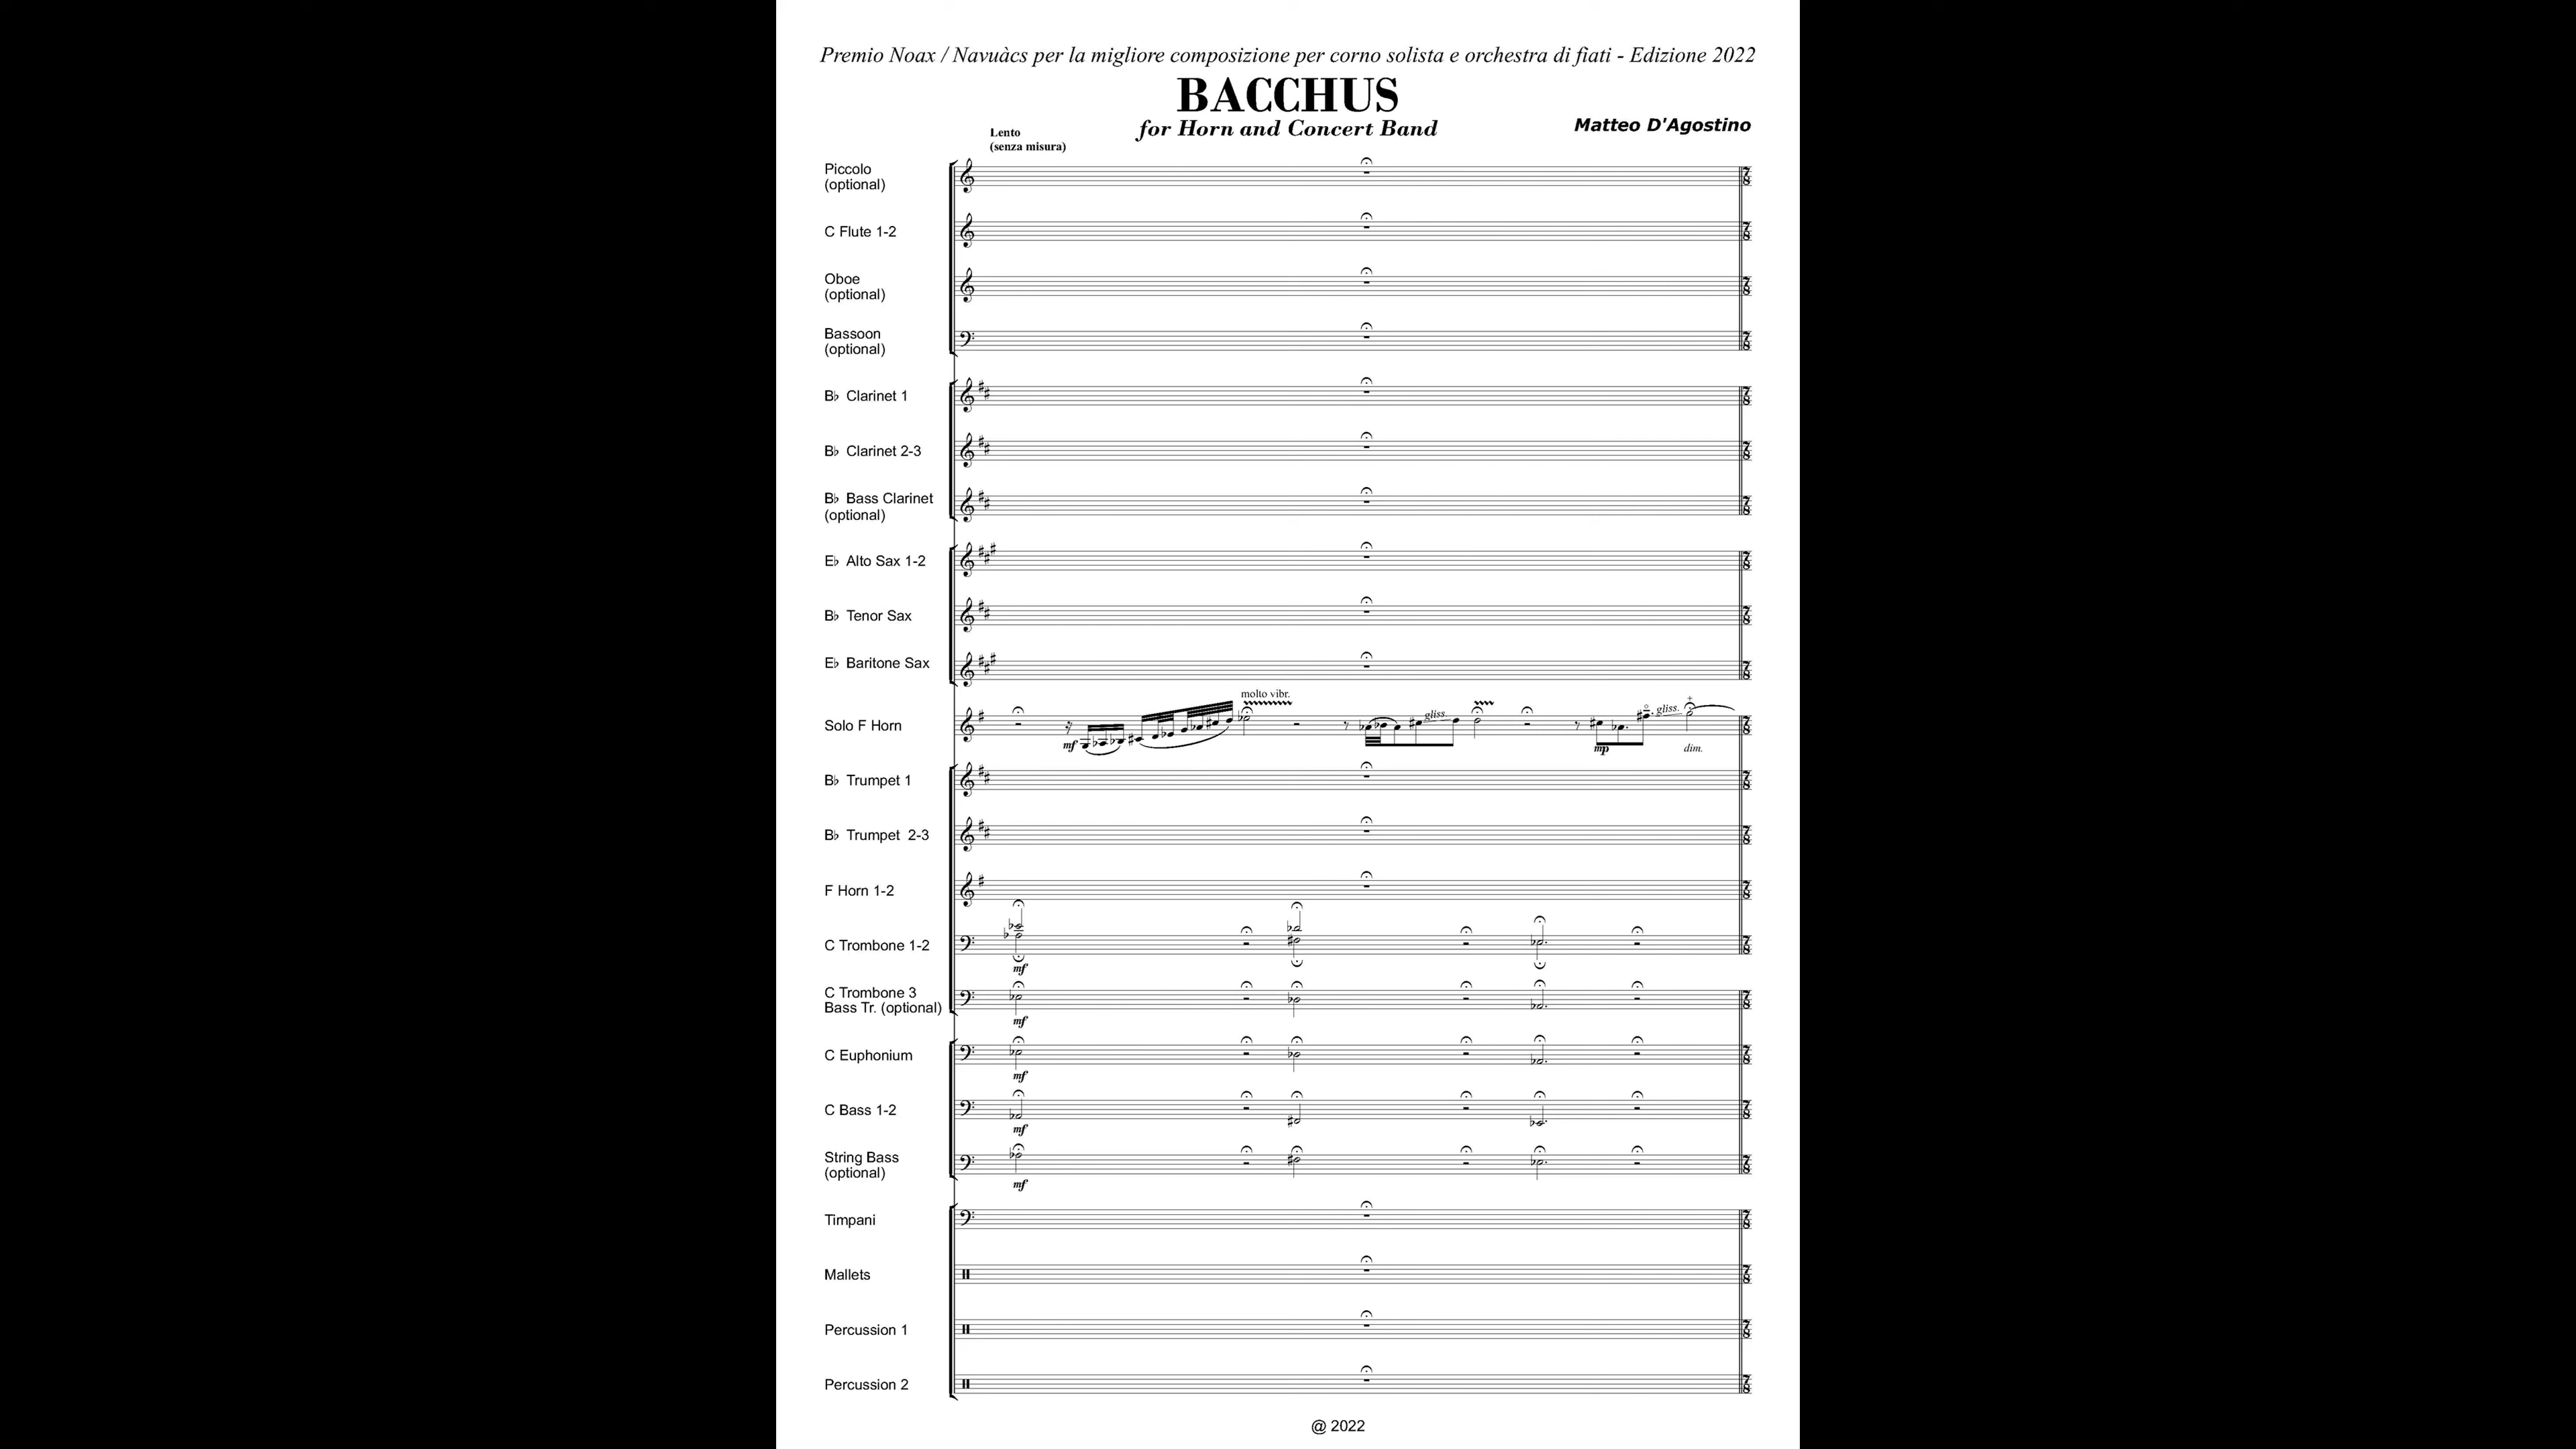 Premio Noax / Navuàcs per la migliore composizione per corno solista e orchestra di fiati - Edizione 2022
BACCHUS
for Horn and Concert Band
Matteo D'Agostino
Lento
(senza misura)
Piccolo
(optional)
C Flute 1-2
Oboe
(optional)
Bassoon
(optional)
B♭ Clarinet 1
B♭ Clarinet 2-3
B♭ Bass Clarinet
(optional)
E♭ Alto Sax 1-2
B♭ Tenor Sax
E♭ Baritone Sax
molto vibr.
Solo F Horn
gliss.
gliss.
mf
mp
dim.
B♭ Trumpet 1
B♭ Trumpet 2-3
F Horn 1-2
C Trombone 1-2
mf
C Trombone 3
Bass Tr. (optional)
mf
C Euphonium
mf
C Bass 1-2
mf
String Bass
(optional)
mf
Timpani
Mallets
Percussion 1
Percussion 2
@ 2022